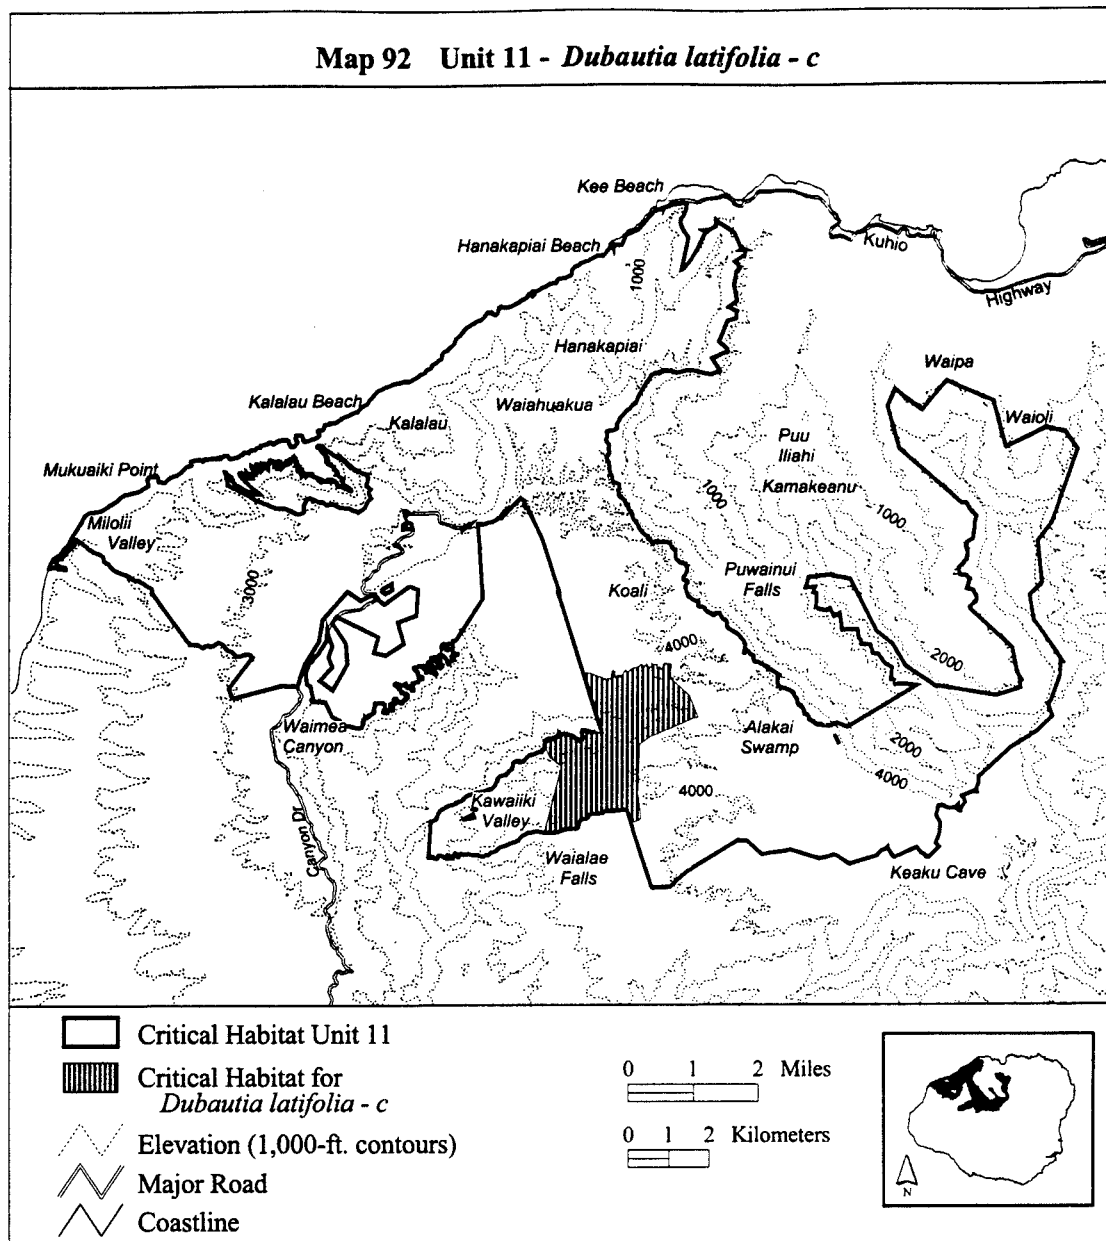 Map 92 Unit 11 - Dubautia latifolia - c
Kee Beach
Kuhio
Hanakapiai Beach
1000
Highway
Hanakapiai
Waipa
Kalalau Beach
Waiahuakua
Kalalau
Waioli
Puu
Iliahi
Mukuaiki Point
Kamakeanu
1000
1000
Milolii
Valley
Puwainui
Falls
3000
Koali
4000
2000
Waimea
Canyon
Alakai
Swamp
2000
4000
4000
Kawaiiki
Valley
Canyon Dr
Waialae
Falls
Keaku Cave
Critical Habitat Unit 11
Critical Habitat for
Dubautia latifolia - c
Elevation (1,000-ft. contours)
Major Road
Coastline
0 1 2 Miles
0 1 2 Kilometers
N